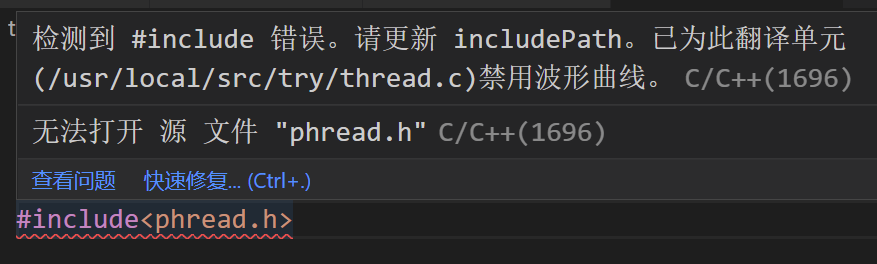 t
检测到 #include 错误。请更新 includePath。已为此翻译单元
(/usr/local/src/try/thread.c)禁用波形曲线。 C/C++(1696)
无法打开 源 文件 "phread.h" C/C++(1696)
查看问题 快速修复... (Ctrl+.)
#include<phread.h>